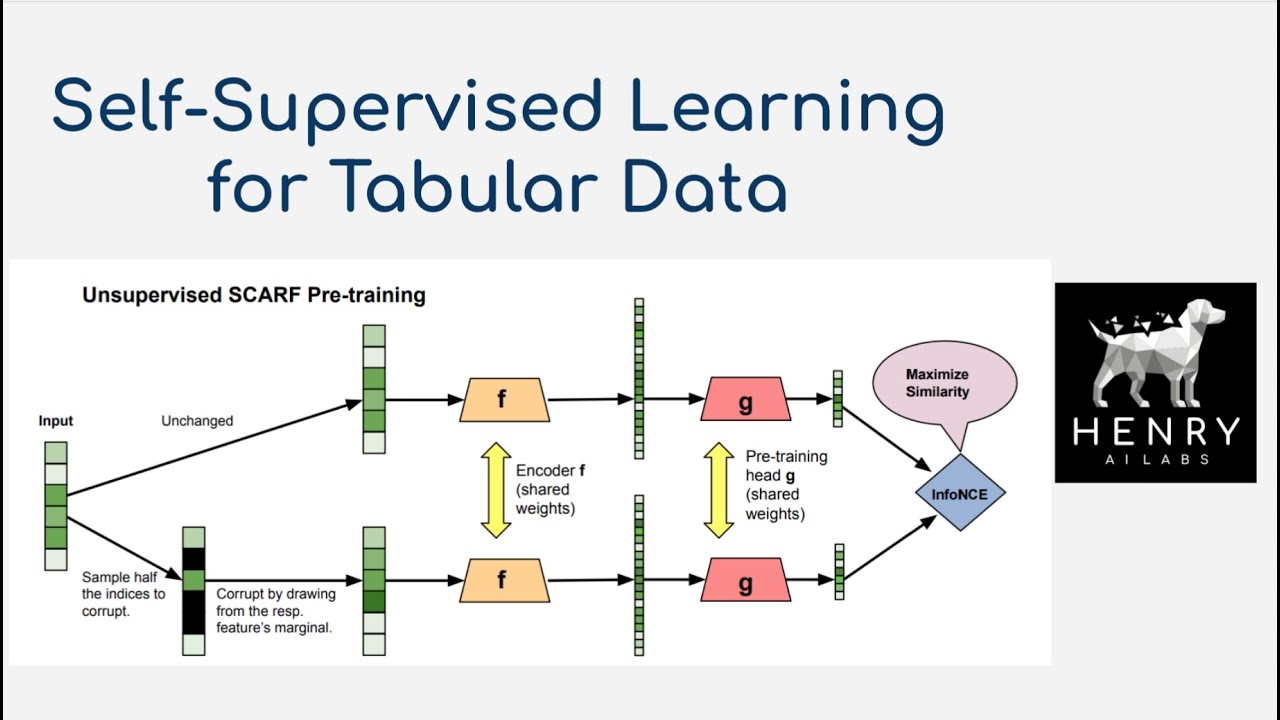 Self-Supervised Learning
for Tabular Data
Unsupervised SCARF Pre-training
Input
Unchanged
Sample half
the indices to
corrupt.
Corrupt by drawing
from the resp.
feature's marginal.
f
Encoder f
(shared
weights)
f
g
Pre-training
head g
(shared
weights)
g
Maximize
Similarity
InfoNCE
HENRY
AI LABS